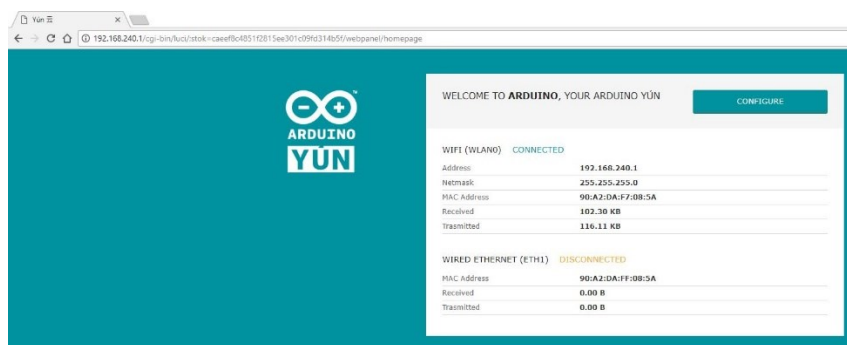 Yún 云
192.168.240.1/cgi-bin/luci/;stok=caeef8c4851f2815ee301c09fd314b5f/webpanel/homepage
ARDUINO
YÚN
WELCOME TO ARDUINO, YOUR ARDUINO YÚN
CONFIGURE
WIFI (WLAN0) CONNECTED
Address 192.168.240.1
Netmask 255.255.255.0
MAC Address 90:A2:DA:F7:08:5A
Received 102.30 KB
Trasmitted 116.11 KB
WIRED ETHERNET (ETH1) DISCONNECTED
MAC Address 90:A2:DA:FF:08:5A
Received 0.00 B
Trasmitted 0.00 B